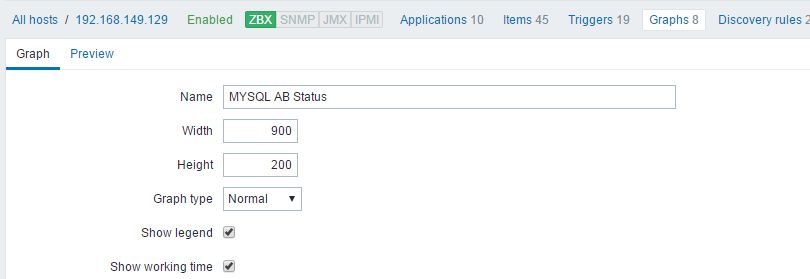 All hosts / 192.168.149.129 Enabled ZBX SNMP JMX IPMI Applications 10 Items 45 Triggers 19 Graphs 8 Discovery rules 2
Graph Preview
Name MYSQL AB Status
Width 900
Height 200
Graph type Normal
Show legend
Show working time